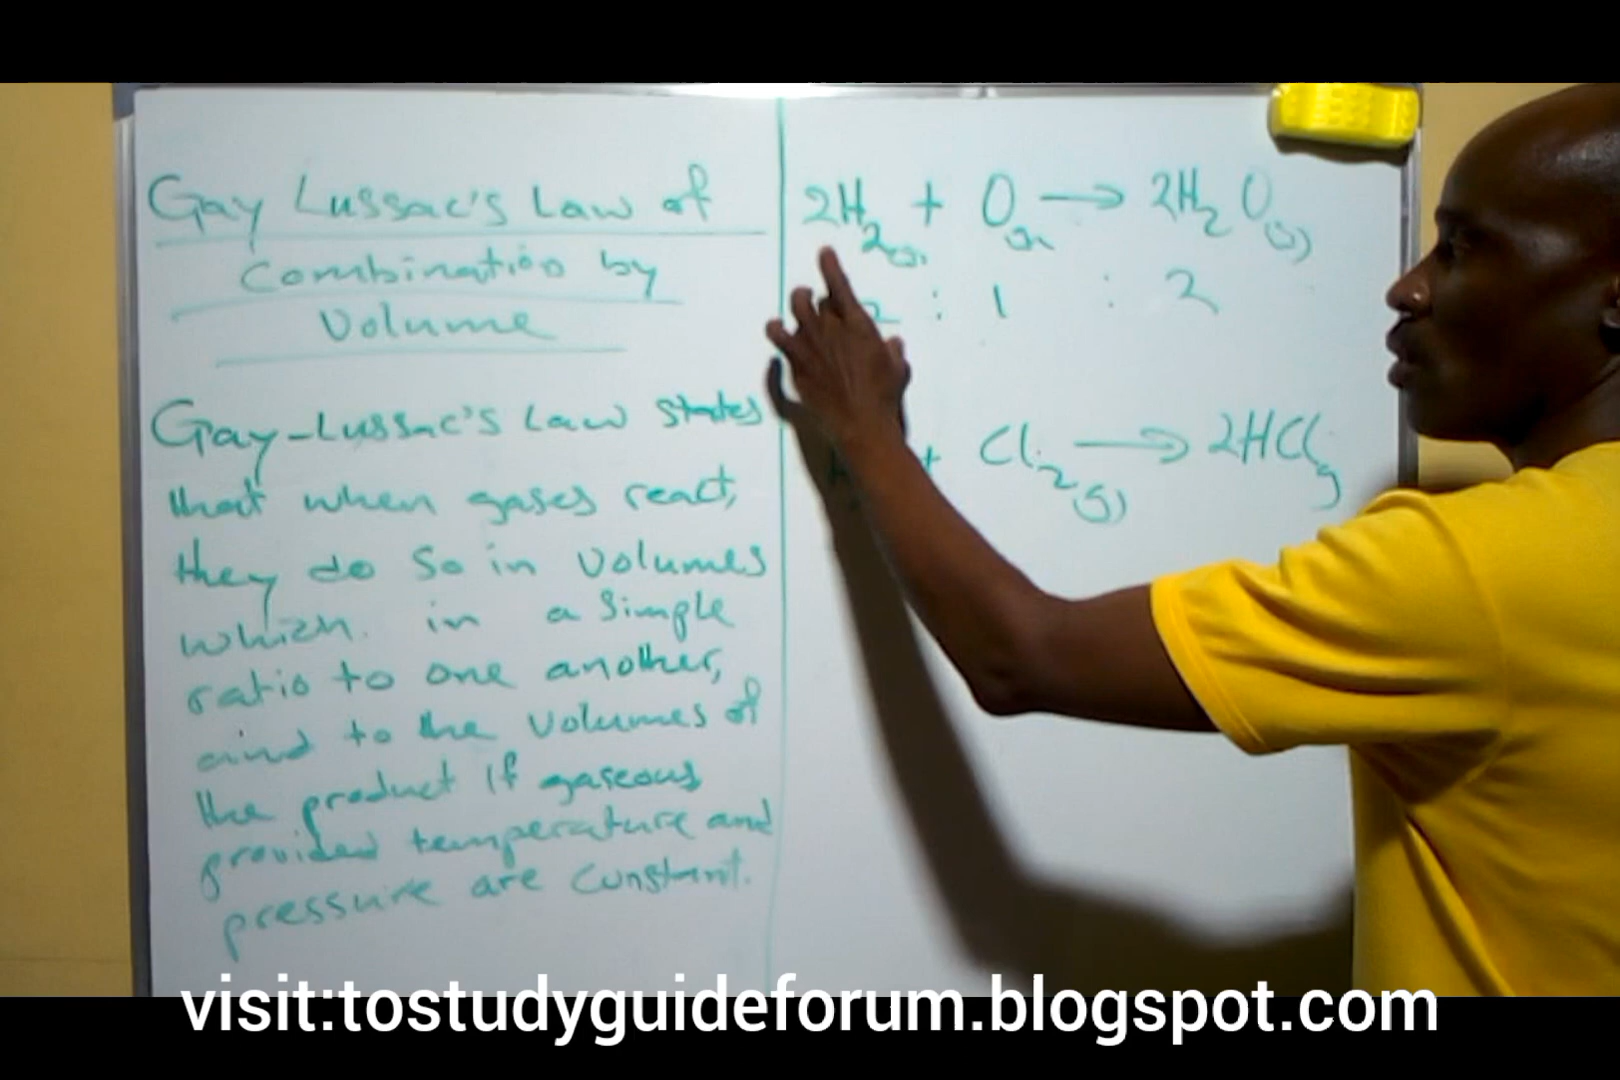 Gay Lussac's Law of
Combination by
Volume
Gay-Lussac's Law states
that when gases react,
they do so in volumes
which in a simple
ratio to one another,
and to the volumes of
the product if gaseous
provided temperature and
pressure are constant.
2H2(g) + O → 2H2O(g)
2 : 1 : 2
+ Cl2(g) → 2HClg
visit:tostudyguideforum.blogspot.com